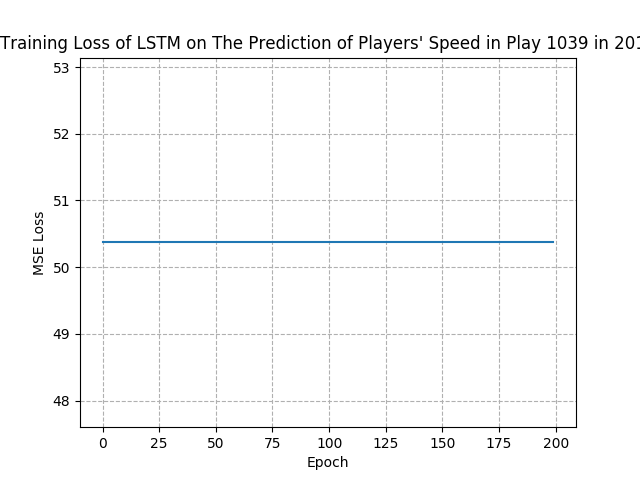 Training Loss of LSTM on The Prediction of Players' Speed in Play 1039 in 201
53
52
51
50
49
48
MSE Loss
0 25 50 75 100 125 150 175 200
Epoch